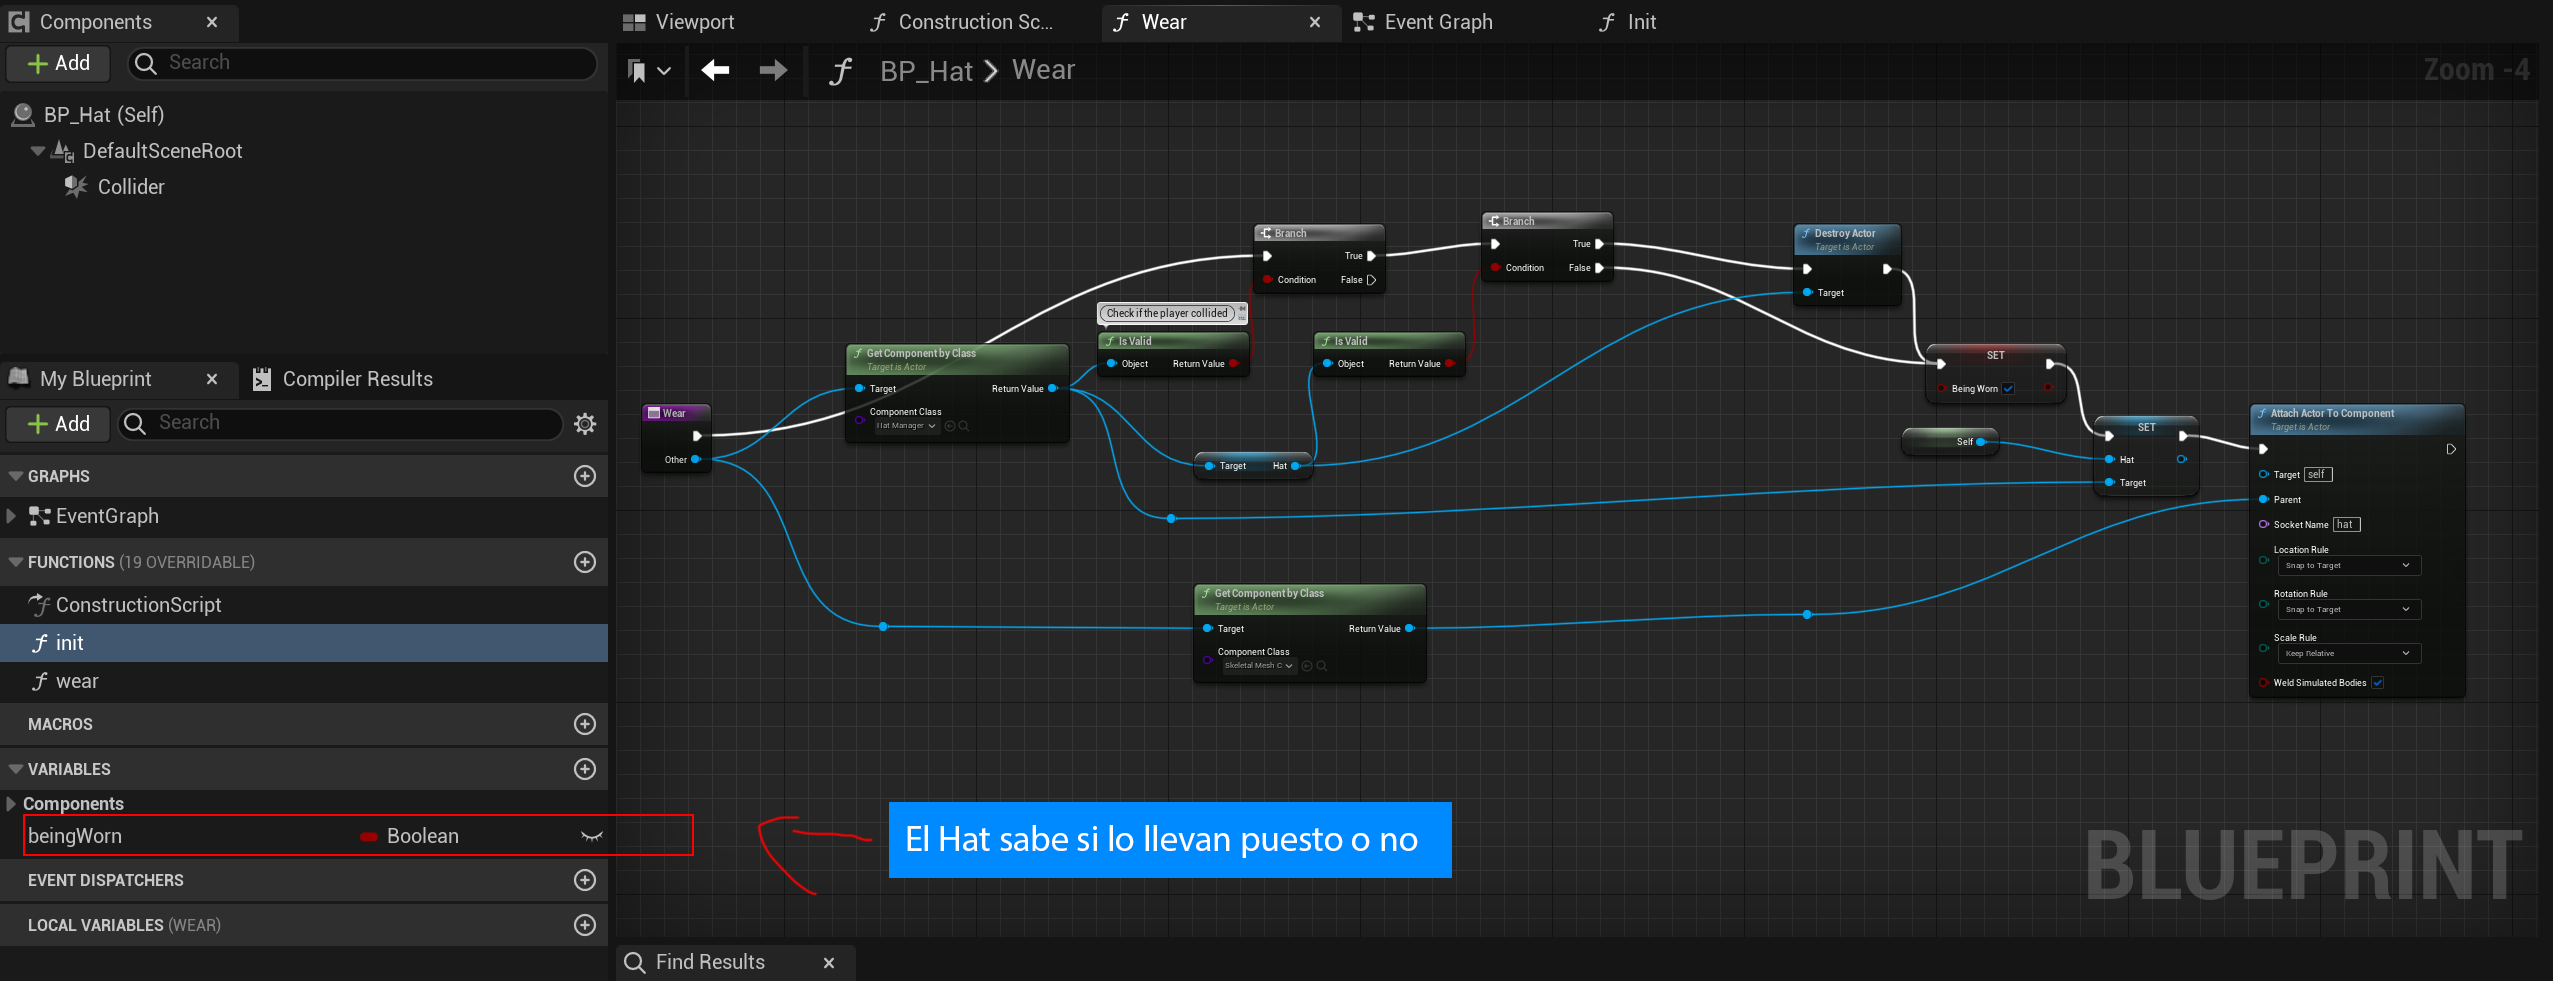 Components
Add
Search
BP_Hat (Self)
DefaultSceneRoot
Collider
My Blueprint
Compiler Results
Add
Search
GRAPHS
EventGraph
FUNCTIONS (19 OVERRIDABLE)
ConstructionScript
init
wear
MACROS
VARIABLES
Components
beingWorn
Boolean
EVENT DISPATCHERS
LOCAL VARIABLES (WEAR)
Viewport
Construction Sc...
Wear
Event Graph
Init
BP_Hat
Wear
Zoom -4
Wear
Other
Get Component by Class
Target is Actor
Target
Return Value
Component Class
Hat Manager
Check if the player collided
Is Valid
Object
Return Value
Branch
True
Condition
False
Target
Hat
Is Valid
Object
Return Value
Branch
True
Condition
False
Get Component by Class
Target is Actor
Target
Return Value
Component Class
Skeletal Mesh C
Destroy Actor
Target is Actor
Target
SET
Being Worn
Self
SET
Hat
Target
Attach Actor To Component
Target is Actor
Target self
Parent
Socket Name hat
Location Rule
Snap to Target
Rotation Rule
Snap to Target
Scale Rule
Keep Relative
Weld Simulated Bodies
El Hat sabe si lo llevan puesto o no
BLUEPRINT
Find Results